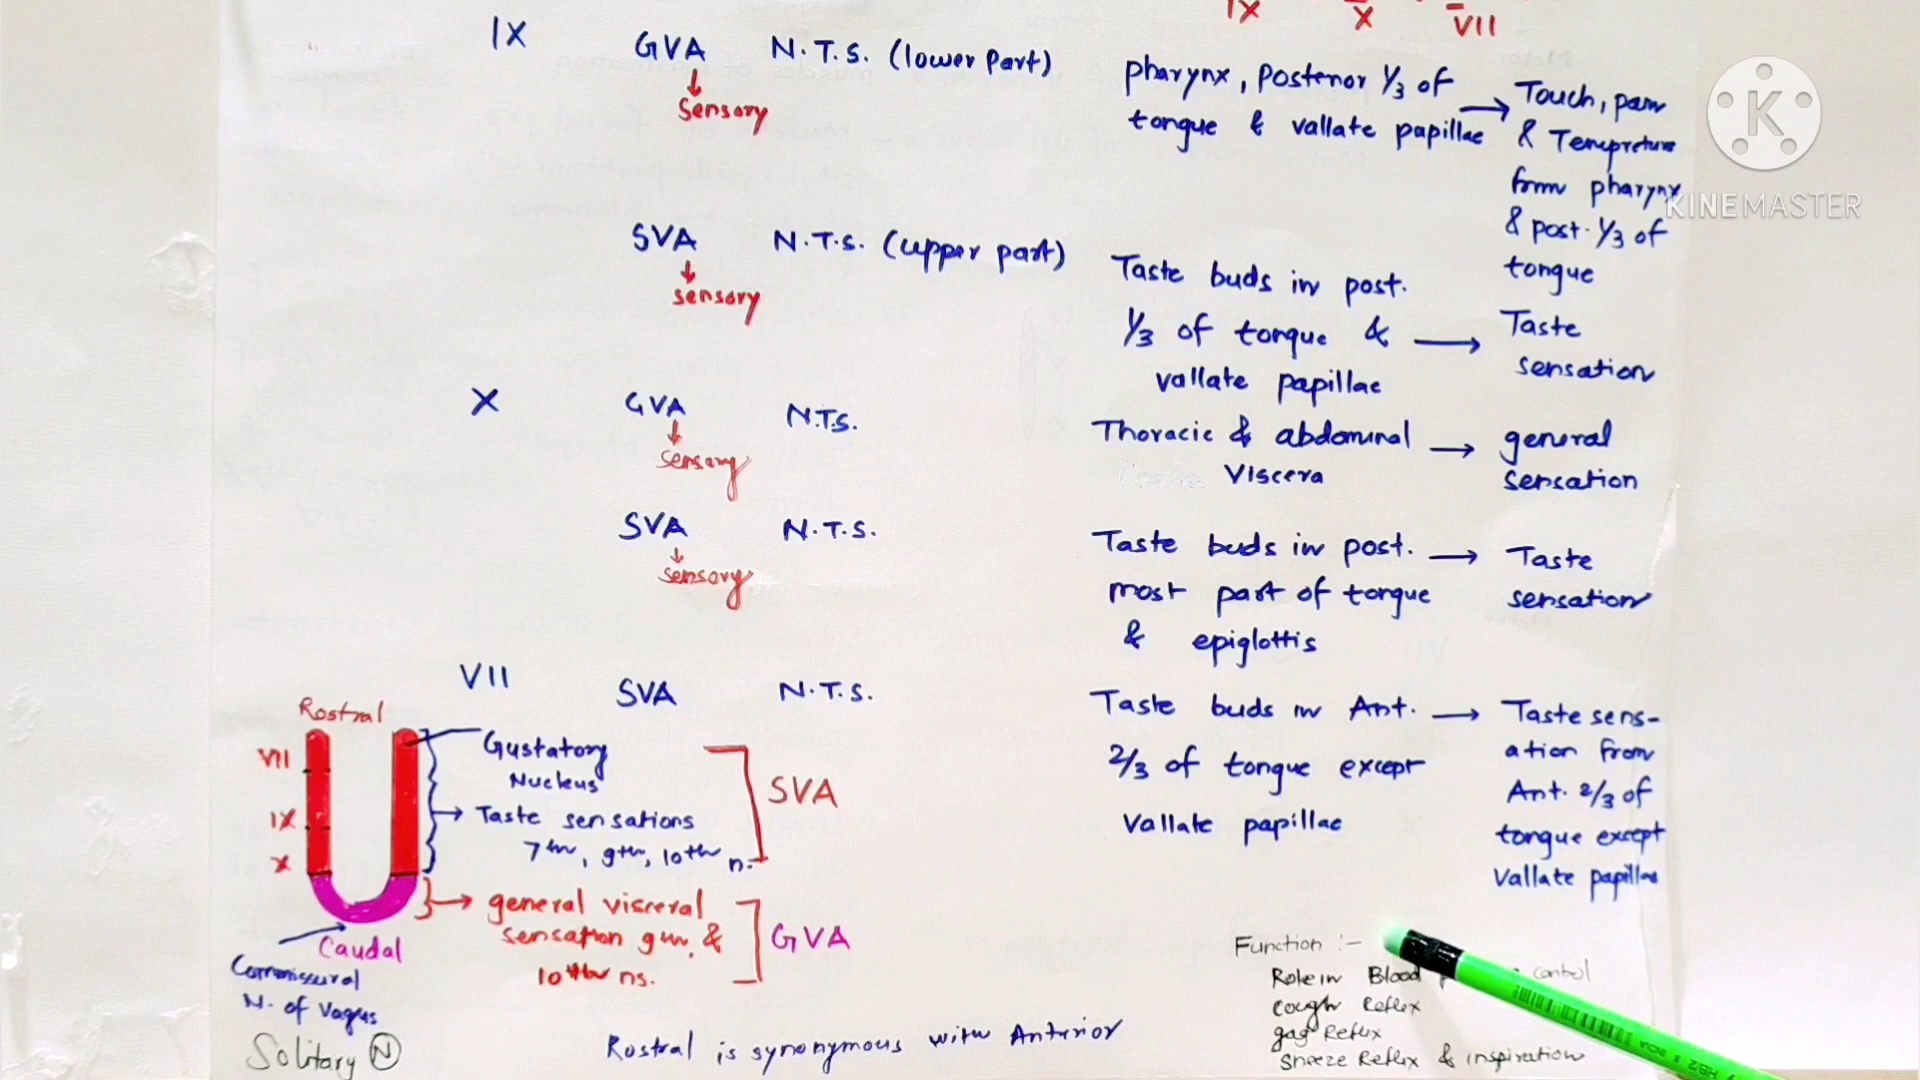 IX X VII
IX GVA N.T.S. (lower part)
sensory
pharynx, posterior 1/3 of
tongue & vallate papillae
Touch, pain
& Tempreture
from pharynx
& post. 1/3 of
tongue
K
KINEMASTER
SVA N.T.S. (upper part)
sensory
Taste buds in post.
1/3 of tongue &
vallate papillae
Taste
sensation
X GVA N.T.S.
sensory
Thoracic & abdominal
viscera
general
sensation
SVA N.T.S.
sensory
Taste buds in post.
most part of tongue
& epiglottis
Taste
sensation
VII SVA N.T.S.
Taste buds in Ant.
2/3 of tongue except
vallate papillae
Taste sens-
ation from
Ant. 2/3 of
tongue except
vallate papillae
Rostral
VII
IX
X
Gustatory
Nucleus
Taste sensations
7th, 9th, 10th n.
SVA
general visceral
sensation 9th &
10th ns.
GVA
Caudal
Commissural
N. of Vagus
Solitary N
Rostral is synonymous with Anterior
Function :-
Role in Blood control
cough Reflex
gag Reflex
Sneeze Reflex & inspiration